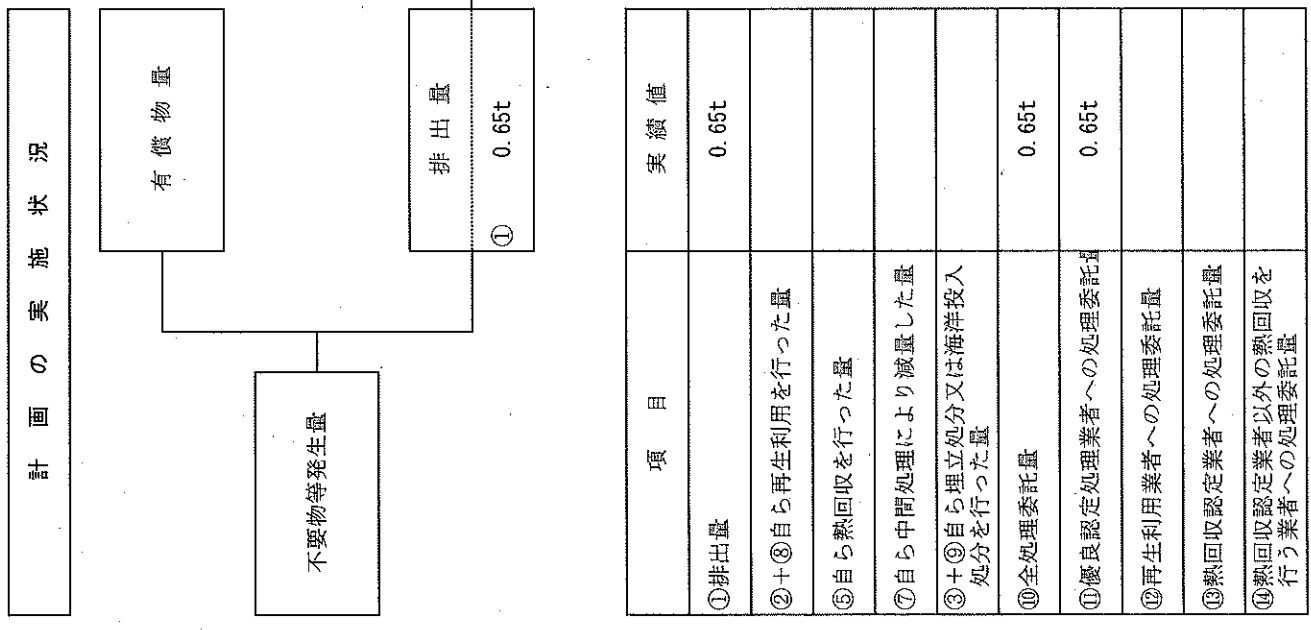 計画の実施状況
有償物量
不要物等発生量
排出量
① 0.65t
項目 実績値
①排出量 0.65t
②+⑧自ら再生利用を行った量
⑤自ら熱回収を行った量
⑦自ら中間処理により減量した量
③+⑨自ら埋立処分又は海洋投入
処分を行った量
⑩全処理委託量 0.65t
⑪優良認定処理業者への処理委託量 0.65t
⑫再生利用業者への処理委託量
⑬熱回収認定業者への処理委託量
⑭熱回収認定業者以外の熱回収を
行う業者への処理委託量